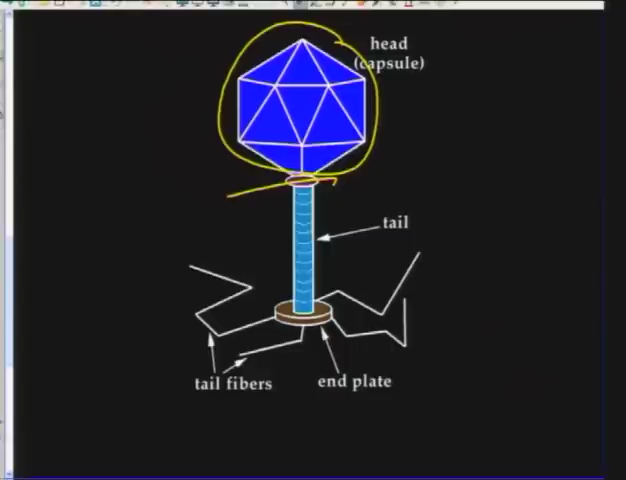 head
(capsule)
tail
tail fibers
end plate